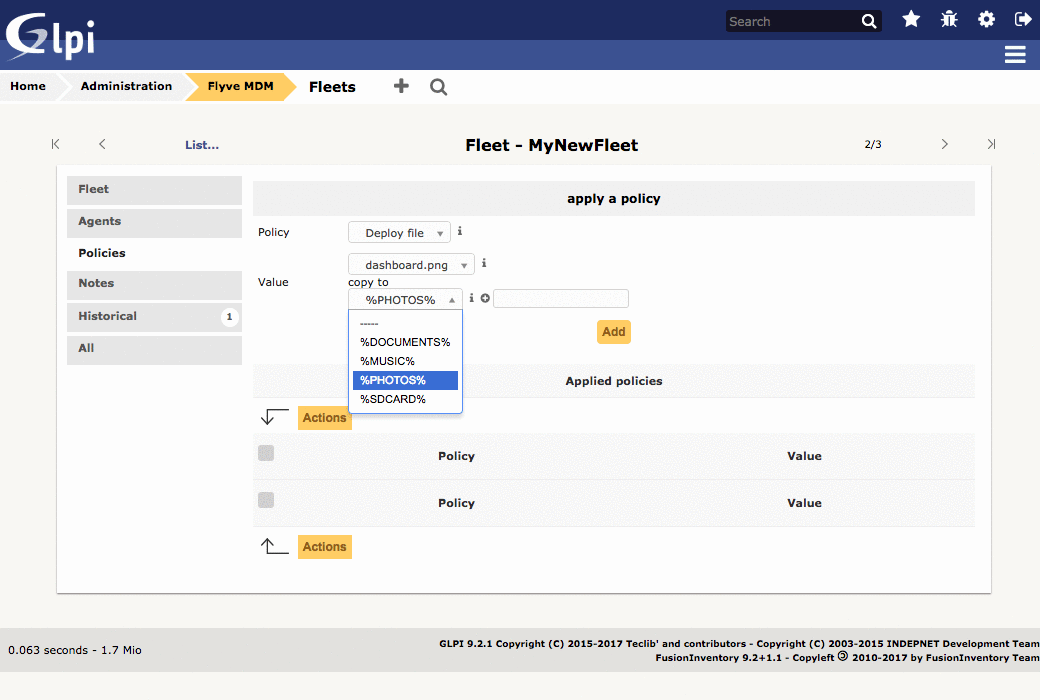 Glpi
Search
Home
Administration
Flyve MDM
Fleets
List...
Fleet - MyNewFleet
2/3
Fleet
Agents
Policies
Notes
Historical
1
All
apply a policy
Policy
Deploy file
dashboard.png
Value
copy to
%PHOTOS%
-----
%DOCUMENTS%
%MUSIC%
%PHOTOS%
%SDCARD%
Add
Applied policies
Actions
Policy Value
Policy Value
Actions
0.063 seconds - 1.7 Mio
GLPI 9.2.1 Copyright (C) 2015-2017 Teclib' and contributors - Copyright (C) 2003-2015 INDEPNET Development Team
FusionInventory 9.2+1.1 - Copyleft 🄯 2010-2017 by FusionInventory Team